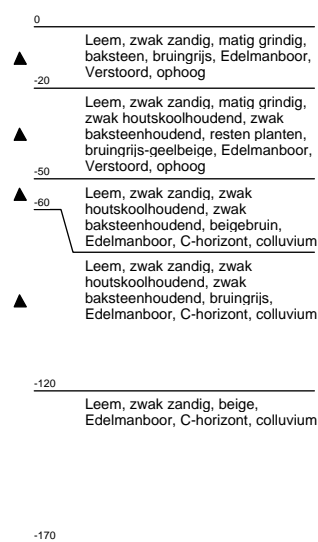 0
Leem, zwak zandig, matig grindig,
baksteen, bruingrijs, Edelmanboor,
Verstoord, ophoog
-20
Leem, zwak zandig, matig grindig,
zwak houtskoolhoudend, zwak
baksteenhoudend, resten planten,
bruingrijs-geelbeige, Edelmanboor,
Verstoord, ophoog
-50
Leem, zwak zandig, zwak
houtskoolhoudend, zwak
baksteenhoudend, beigebruin,
Edelmanboor, C-horizont, colluvium
-60
Leem, zwak zandig, zwak
houtskoolhoudend, zwak
baksteenhoudend, bruingrijs,
Edelmanboor, C-horizont, colluvium
-120
Leem, zwak zandig, beige,
Edelmanboor, C-horizont, colluvium
-170